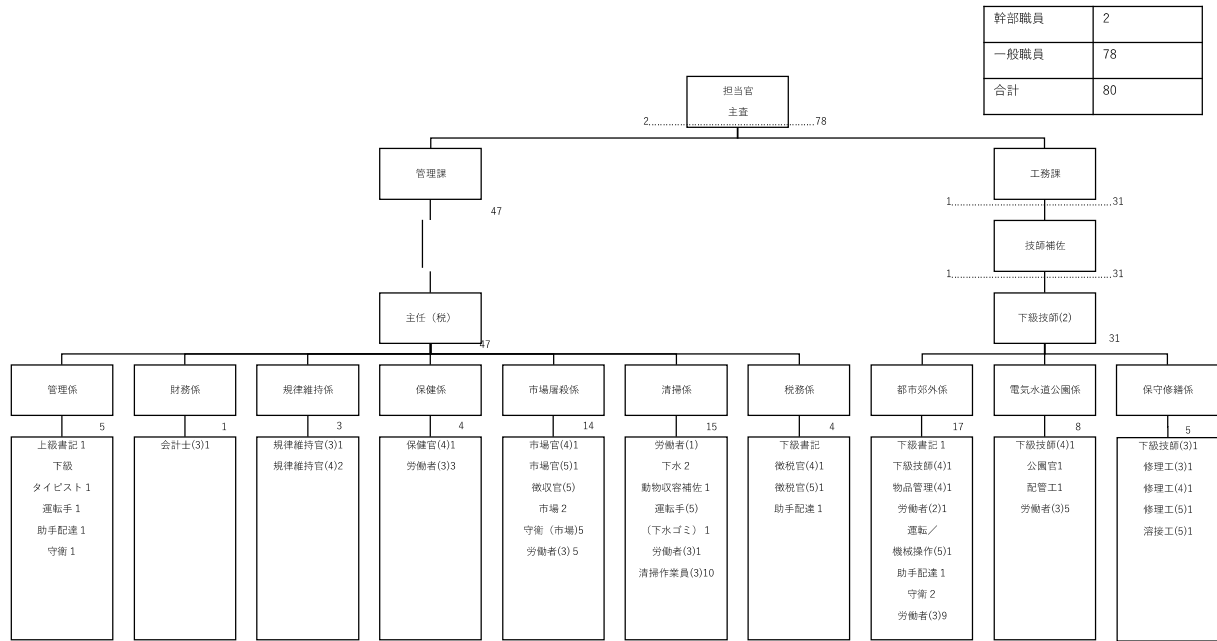 幹部職員 2
一般職員 78
合計 80
担当官
主査
2 78
管理課
47
工務課
1 31
技師補佐
1 31
主任（税）
47
下級技師(2)
31
管理係
5
上級書記 1
下級
タイピスト 1
運転手 1
助手配達 1
守衛 1
財務係
1
会計士(3)1
規律維持係
3
規律維持官(3)1
規律維持官(4)2
保健係
4
保健官(4)1
労働者(3)3
市場屠殺係
14
市場官(4)1
市場官(5)1
徴収官(5)
市場 2
守衛（市場)5
労働者(3) 5
清掃係
15
労働者(1)
下水 2
動物収容補佐 1
運転手(5)
（下水ゴミ） 1
労働者(3)1
清掃作業員(3)10
税務係
4
下級書記
徴税官(4)1
徴税官(5)1
助手配達 1
都市郊外係
17
下級書記 1
下級技師(4)1
物品管理(4)1
労働者(2)1
運転／
機械操作(5)1
助手配達 1
守衛 2
労働者(3)9
電気水道公園係
8
下級技師(4)1
公園官1
配管工1
労働者(3)5
保守修繕係
5
下級技師(3)1
修理工(3)1
修理工(4)1
修理工(5)1
溶接工(5)1